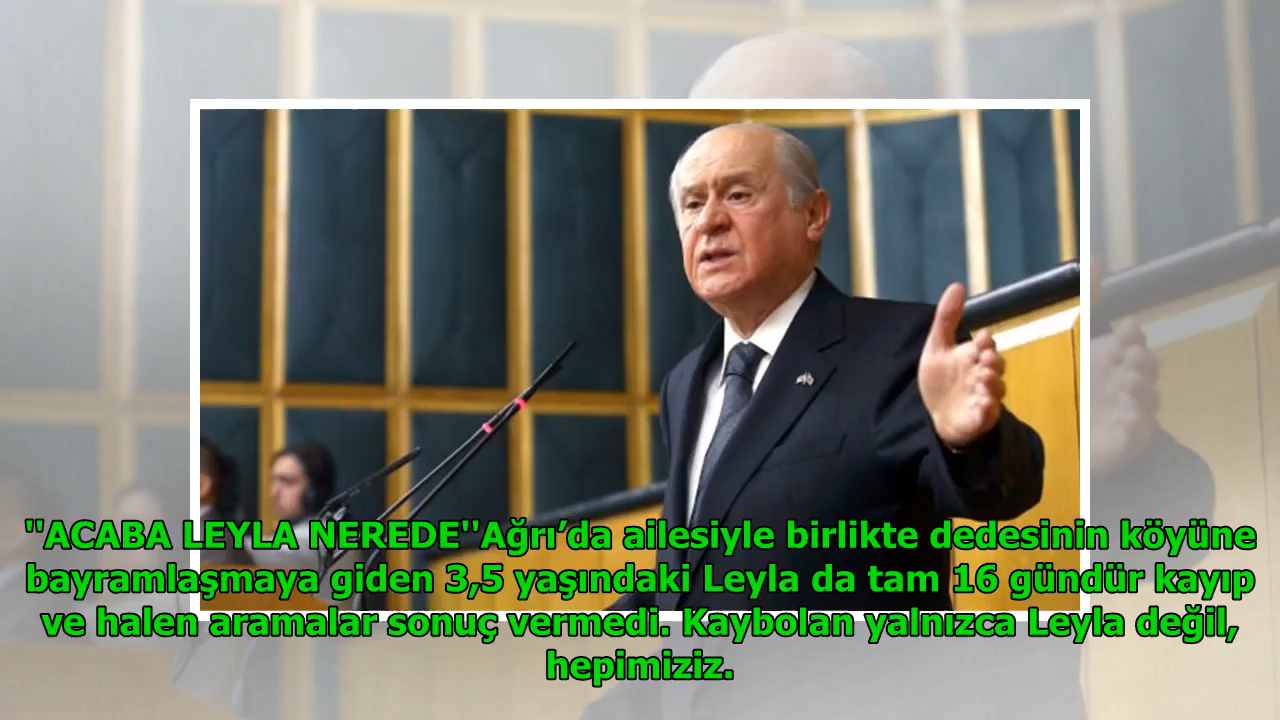 "ACABA LEYLA NEREDE"Ağrı’da ailesiyle birlikte dedesinin köyüne
bayramlaşmaya giden 3,5 yaşındaki Leyla da tam 16 gündür kayıp
ve halen aramalar sonuç vermedi. Kaybolan yalnızca Leyla değil,
hepimiziz.